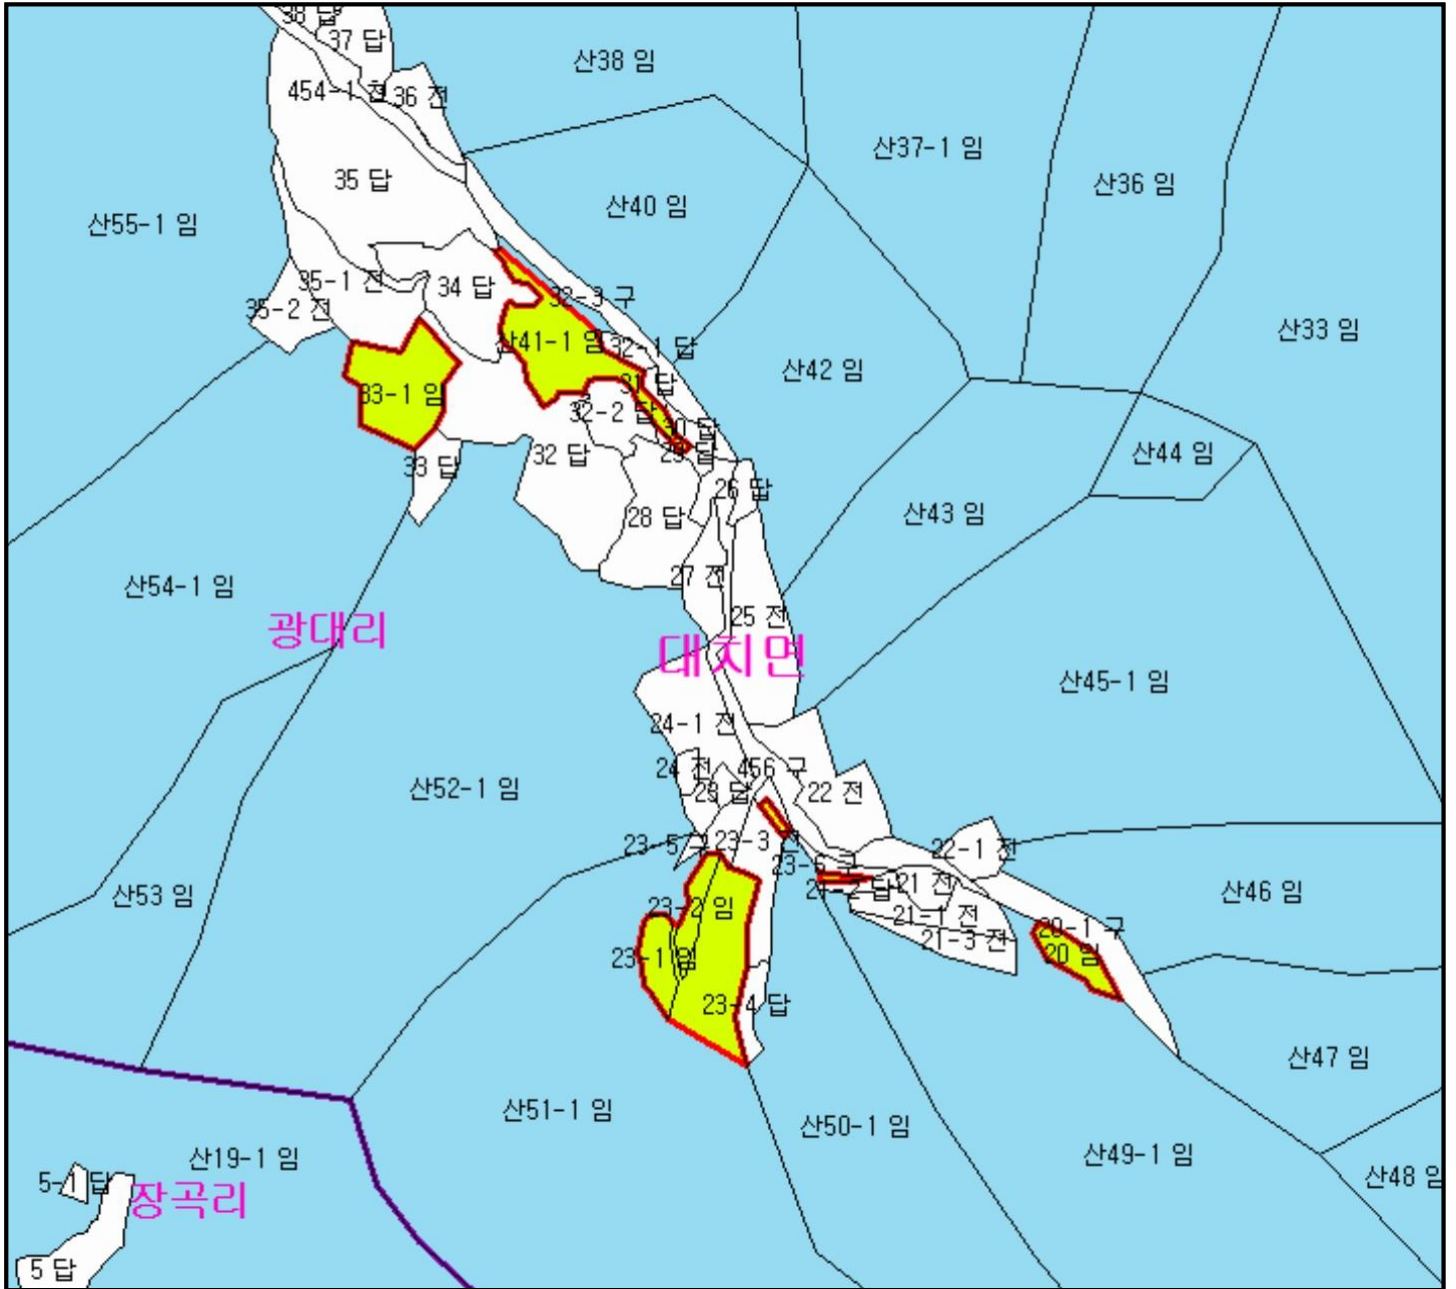 38 답
37 답
산38 임
454-1 천
36 전
산37-1 임
35 답
산36 임
산40 임
산55-1 임
35-1 전
34 답
32-3 구
35-2 전
산33 임
산41-1 임
32-1 답
산42 임
31 답
33-1 임
32-2 답
30 답
29 답
32 답
산44 임
33 답
26 답
28 답
산43 임
27 전
산54-1 임
25 전
광대리
대치면
산45-1 임
24-1 전
24 전
456 구
산52-1 임
23 답
22 전
23-5 구
23-3 전
22-1 전
23-6 구
21-2 답
21 전
산53 임
산46 임
23-2 임
21-1 전
20-1 구
21-3 전
20 임
23-1 임
23-4 답
산47 임
산51-1 임
산50-1 임
산19-1 임
산49-1 임
산48 임
5-1 답
장곡리
5 답